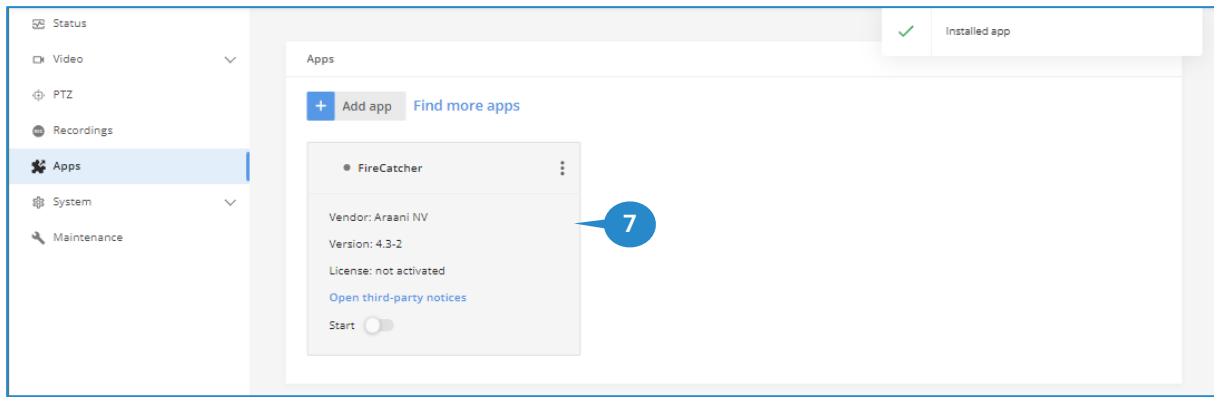 Status
Video
PTZ
Recordings
Apps
System
Maintenance
Installed app
Apps
+ Add app Find more apps
FireCatcher
Vendor: Araani NV
Version: 4.3-2
License: not activated
Open third-party notices
Start
7